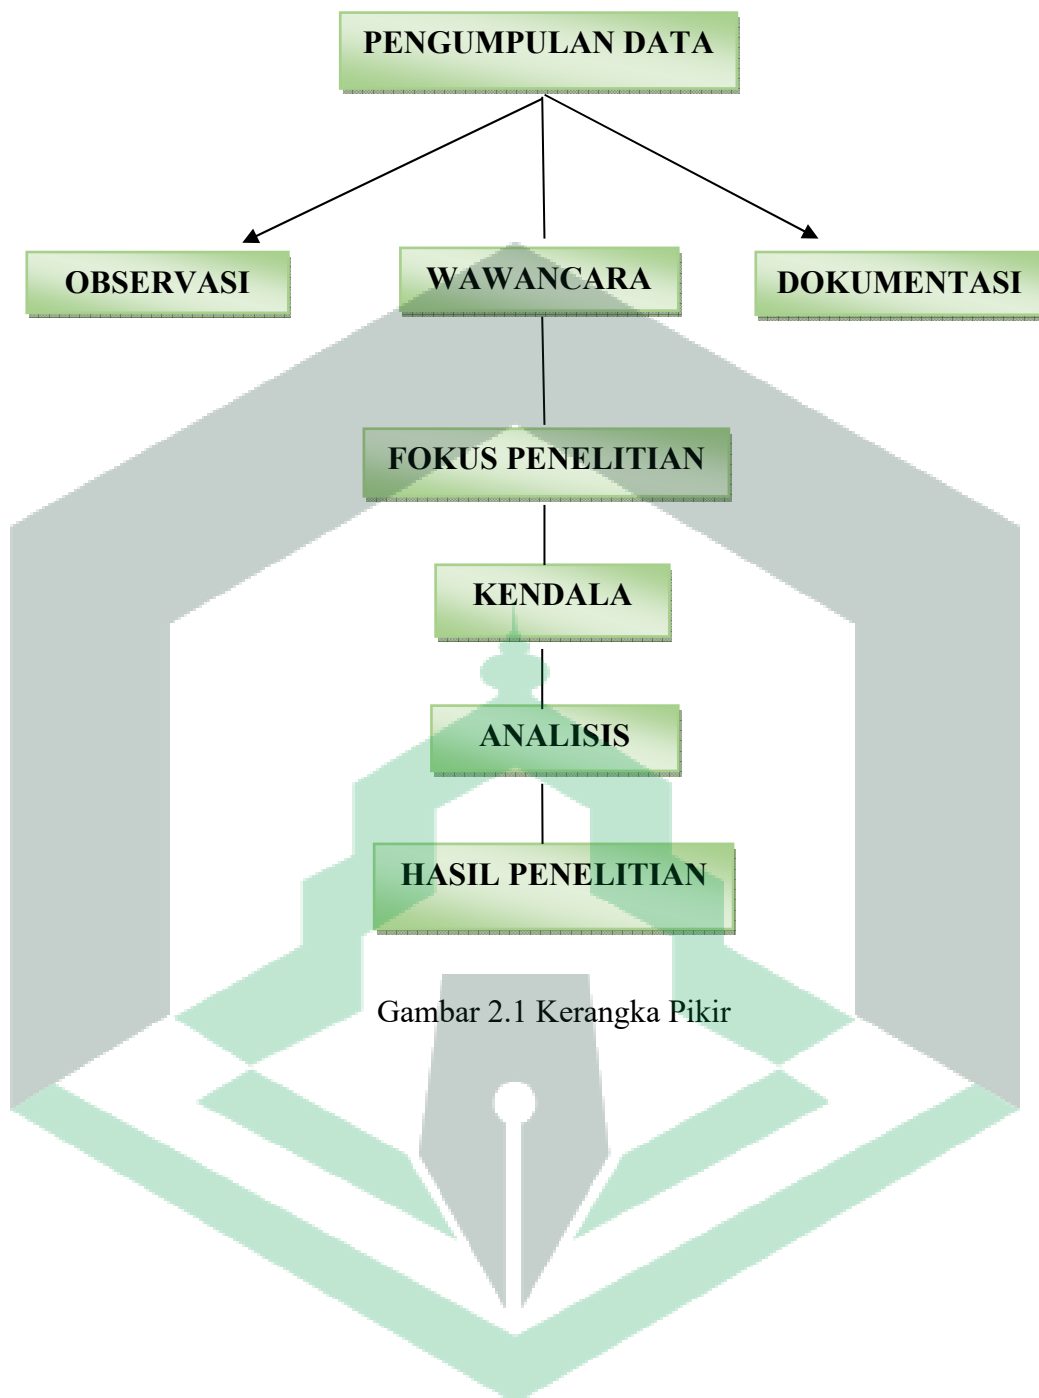 PENGUMPULAN DATA
OBSERVASI
WAWANCARA
DOKUMENTASI
FOKUS PENELITIAN
KENDALA
ANALISIS
HASIL PENELITIAN
Gambar 2.1 Kerangka Pikir